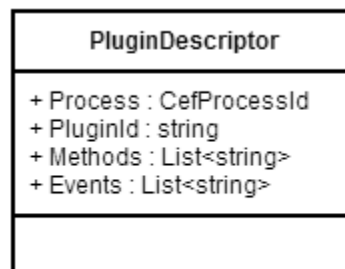 PluginDescriptor
+ Process : CefProcessId
+ PluginId : string
+ Methods : List<string>
+ Events : List<string>